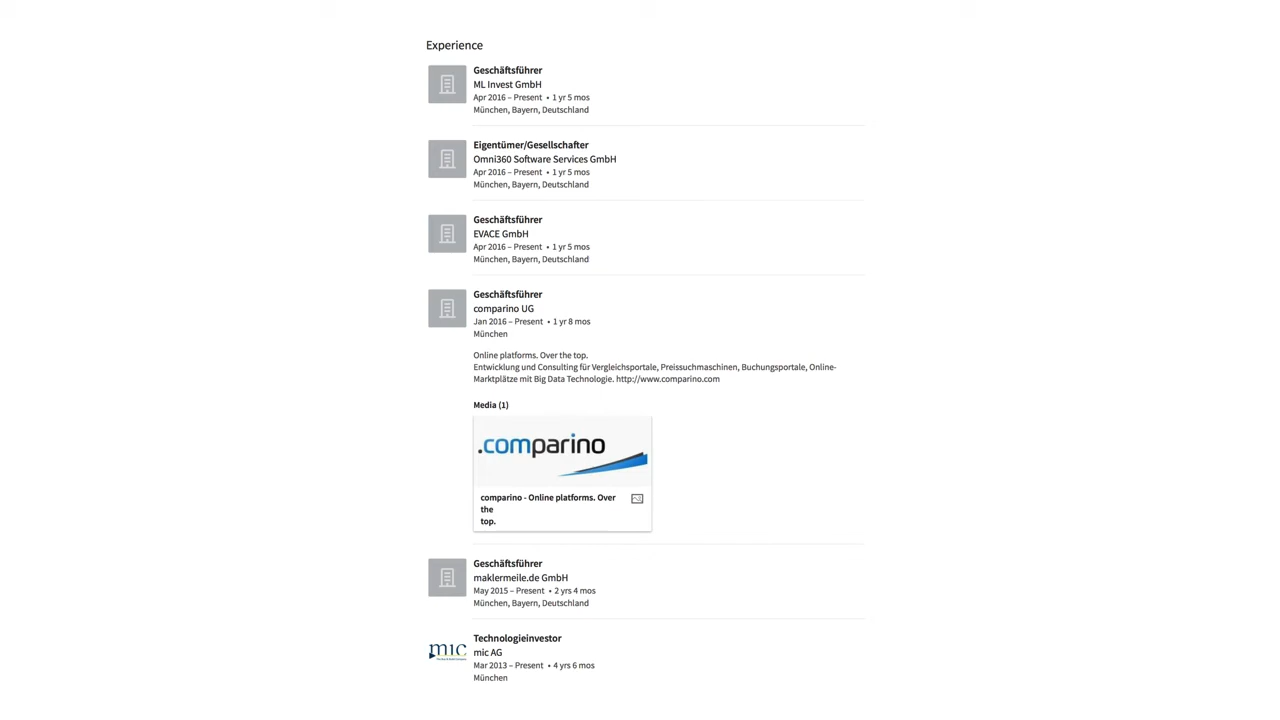 Experience
Geschäftsführer
ML Invest GmbH
Apr 2016 – Present • 1 yr 5 mos
München, Bayern, Deutschland
Eigentümer/Gesellschafter
Omni360 Software Services GmbH
Apr 2016 – Present • 1 yr 5 mos
München, Bayern, Deutschland
Geschäftsführer
EVACE GmbH
Apr 2016 – Present • 1 yr 5 mos
München, Bayern, Deutschland
Geschäftsführer
comparino UG
Jan 2016 – Present • 1 yr 8 mos
München
Online platforms. Over the top.
Entwicklung und Consulting für Vergleichsportale, Preissuchmaschinen, Buchungsportale, Online-
Marktplätze mit Big Data Technologie. http://www.comparino.com
Media (1)
.comparino
comparino - Online platforms. Over
the
top.
Geschäftsführer
maklermeile.de GmbH
May 2015 – Present • 2 yrs 4 mos
München, Bayern, Deutschland
Technologieinvestor
mic
mic AG
Mar 2013 – Present • 4 yrs 6 mos
München